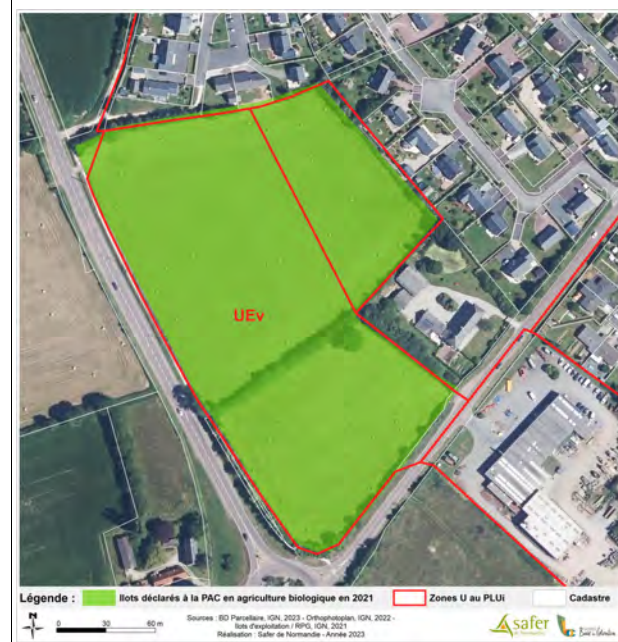 UEv
Légende : Ilots déclarés à la PAC en agriculture biologique en 2021 Zones U au PLUi Cadastre
N
0 30 60 m
Sources : BD Parcellaire, IGN, 2023 - Orthophotoplan, IGN, 2022 -
Ilots d'exploitation / RPG, IGN, 2021
Réalisation : Safer de Normandie - Année 2023
safer